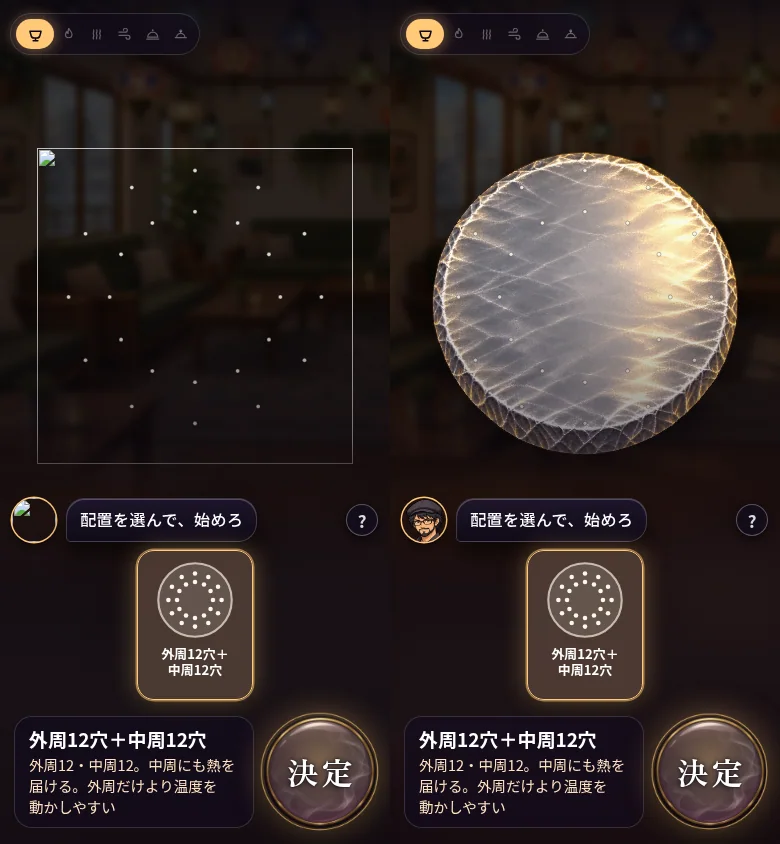 配置を選んで、始めろ
?
外周12穴＋
中周12穴
外周12穴＋中周12穴
外周12・中周12。中周にも熱を
届ける。外周だけより温度を
動かしやすい
決定
配置を選んで、始めろ
?
外周12穴＋
中周12穴
外周12穴＋中周12穴
外周12・中周12。中周にも熱を
届ける。外周だけより温度を
動かしやすい
決定